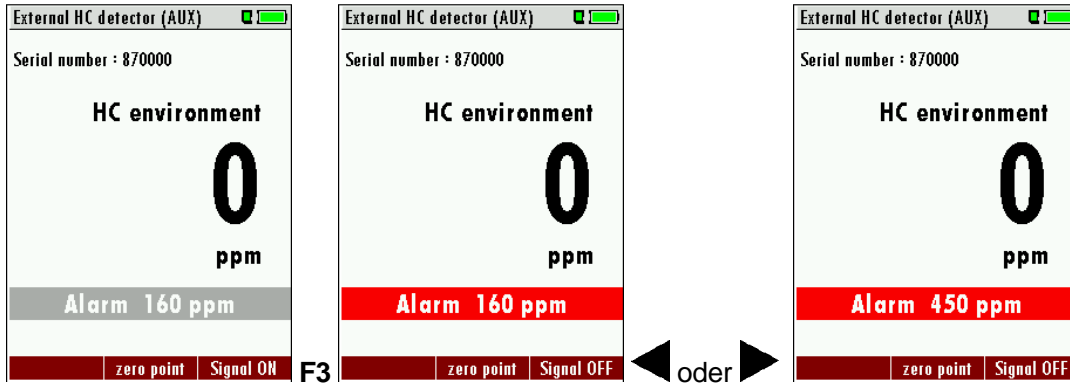 External HC detector (AUX)
Serial number : 870000
HC environment
0
ppm
Alarm 160 ppm
zero point Signal ON
F3
External HC detector (AUX)
Serial number : 870000
HC environment
0
ppm
Alarm 160 ppm
zero point Signal OFF
oder
External HC detector (AUX)
Serial number : 870000
HC environment
0
ppm
Alarm 450 ppm
zero point Signal OFF